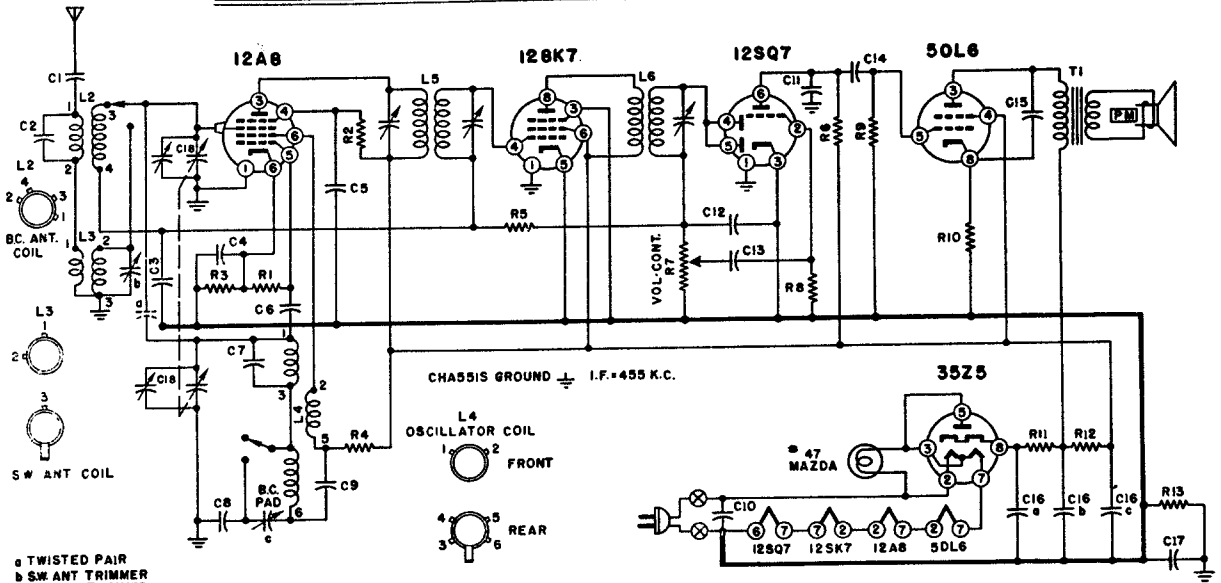 12A8
12SK7
12SQ7
50L6
C1
L2
C2
L2
B.C. ANT. COIL
L3
L3
S W ANT COIL
C18
C3
C4
R3
R1
C6
C5
R2
L5
L6
R5
C12
C13
VOL-CONT.
R7
R8
C11
R6
C14
R9
R10
C15
T1
PM
C7
C18
L4
R4
C8
B.C. PAD
C9
CHASSIS GROUND
I.F.=455 K.C.
L4
OSCILLATOR COIL
FRONT
REAR
35Z5
# 47 MAZDA
R11
R12
R13
C10
C16 a
C16 b
C16 c
C17
12SQ7
12SK7
12A8
50L6
a TWISTED PAIR
b S.W. ANT TRIMMER